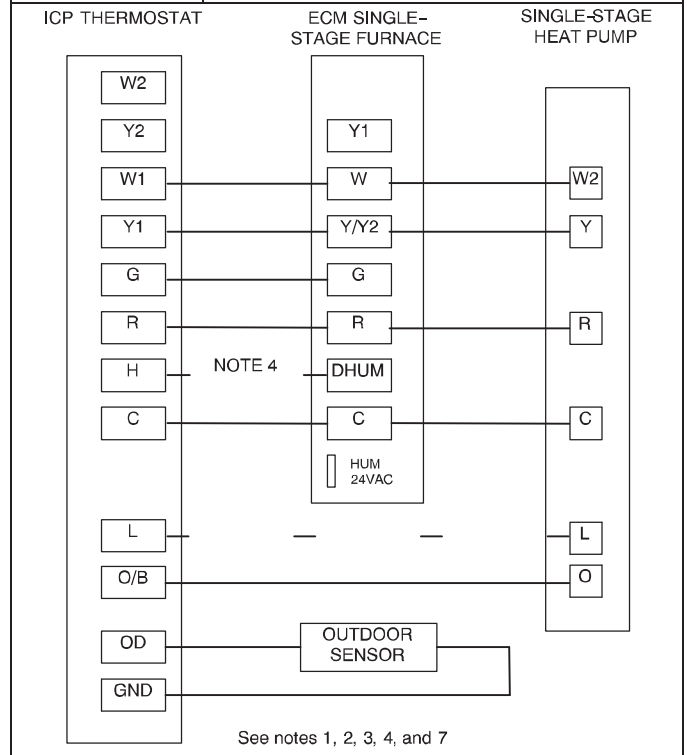 ICP THERMOSTAT
ECM SINGLE-
STAGE FURNACE
SINGLE-STAGE
HEAT PUMP
W2
Y2
Y1
W1
W
W2
Y1
Y/Y2
Y
G
G
R
R
R
H
NOTE 4
DHUM
C
C
C
HUM
24VAC
L
L
O/B
O
OD
OUTDOOR
SENSOR
GND
See notes 1, 2, 3, 4, and 7